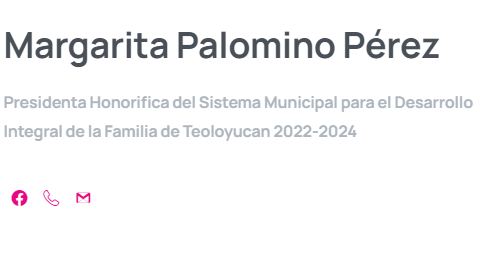 Margarita Palomino Pérez
Presidenta Honorifica del Sistema Municipal para el Desarrollo
Integral de la Familia de Teoloyucan 2022-2024